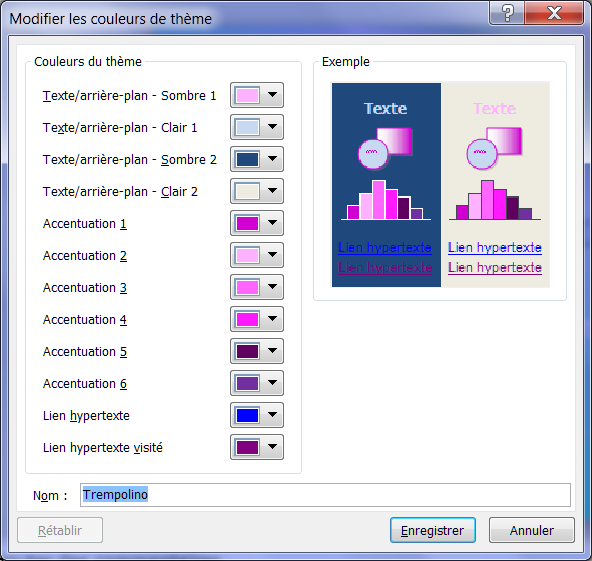 Modifier les couleurs de thème
Couleurs du thème
Texte/arrière-plan - Sombre 1
Texte/arrière-plan - Clair 1
Texte/arrière-plan - Sombre 2
Texte/arrière-plan - Clair 2
Accentuation 1
Accentuation 2
Accentuation 3
Accentuation 4
Accentuation 5
Accentuation 6
Lien hypertexte
Lien hypertexte visité
Exemple
Texte
Texte
Lien hypertexte
Lien hypertexte
Lien hypertexte
Lien hypertexte
Nom :
Trempolino
Rétablir
Enregistrer
Annuler